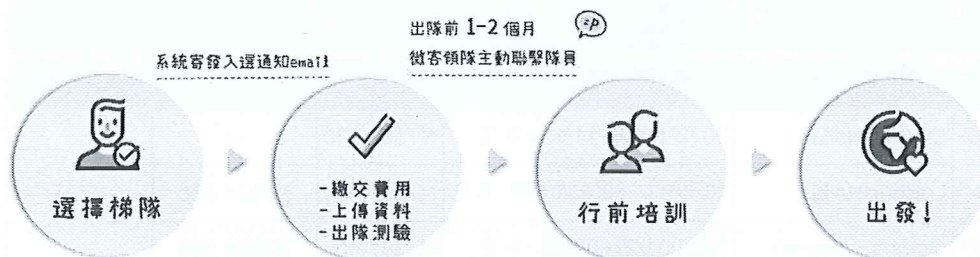 出隊前 1-2 個月
系統寄發入選通知email
微客領隊主動聯繫隊員
選擇梯隊
-繳交費用
-上傳資料
-出隊測驗
行前培訓
出發!